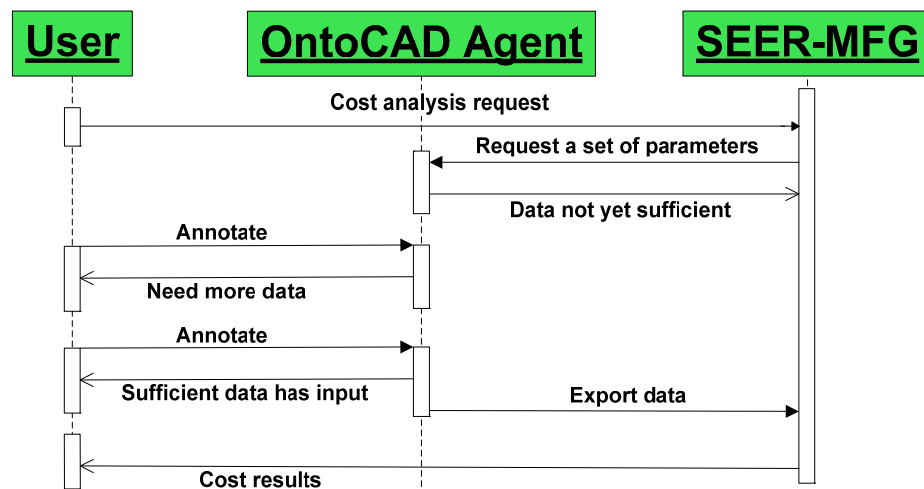 User
OntoCAD Agent
SEER-MFG
Cost analysis request
Request a set of parameters
Data not yet sufficient
Annotate
Need more data
Annotate
Sufficient data has input
Export data
Cost results